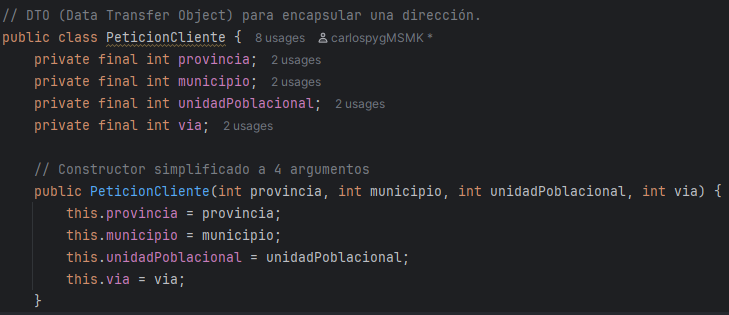 // DTO (Data Transfer Object) para encapsular una dirección.
public class PeticionCliente {   8 usages   carlospygMSMK *
    private final int provincia;   2 usages
    private final int municipio;   2 usages
    private final int unidadPoblacional;   2 usages
    private final int via;   2 usages
    // Constructor simplificado a 4 argumentos
    public PeticionCliente(int provincia, int municipio, int unidadPoblacional, int via) {
        this.provincia = provincia;
        this.municipio = municipio;
        this.unidadPoblacional = unidadPoblacional;
        this.via = via;
    }